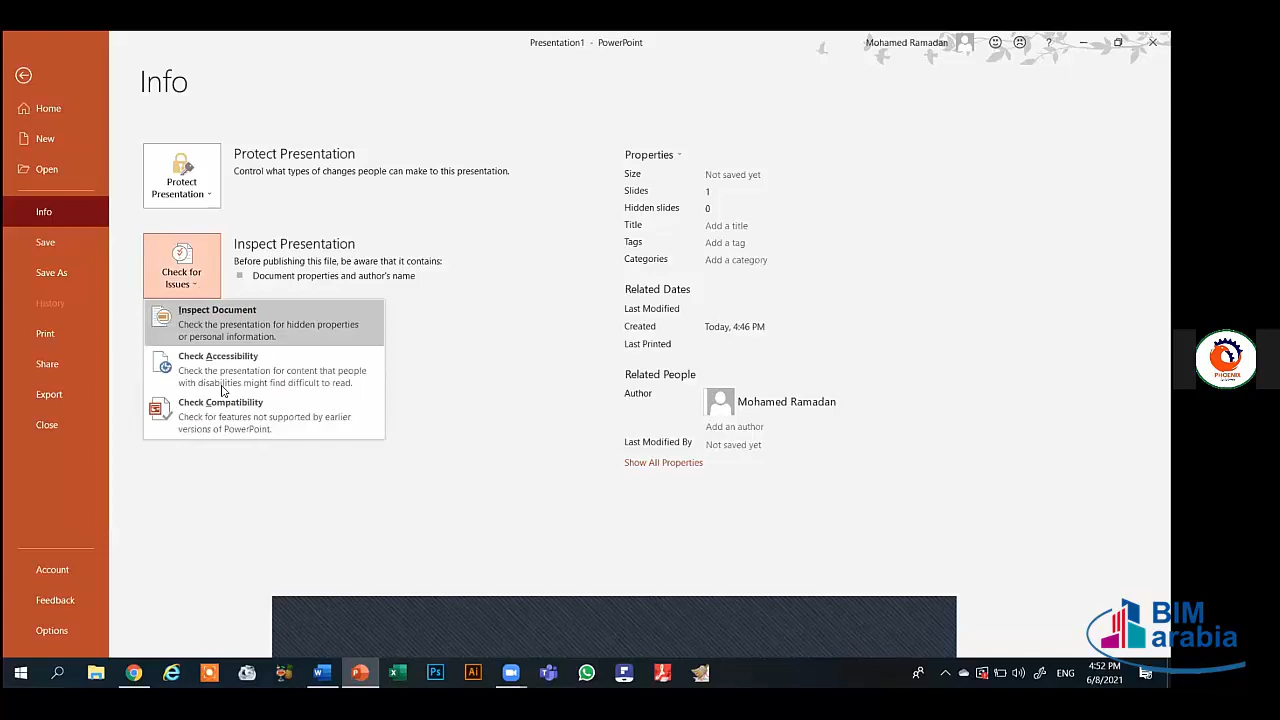 Presentation1 - PowerPoint
Mohamed Ramadan
?
Info
Home
New
Open
Info
Save
Save As
History
Print
Share
Export
Close
Account
Feedback
Options
Protect
Presentation
Protect Presentation
Control what types of changes people can make to this presentation.
Check for
Issues
Inspect Presentation
Before publishing this file, be aware that it contains:
Document properties and author's name
Inspect Document
Check the presentation for hidden properties
or personal information.
Check Accessibility
Check the presentation for content that people
with disabilities might find difficult to read.
Check Compatibility
Check for features not supported by earlier
versions of PowerPoint.
Properties
Size Not saved yet
Slides 1
Hidden slides 0
Title Add a title
Tags Add a tag
Categories Add a category
Related Dates
Last Modified
Created Today, 4:46 PM
Last Printed
Related People
Author Mohamed Ramadan
Add an author
Last Modified By Not saved yet
Show All Properties
PHOENIX
BIM
arabia
Ps
Ai
ENG
4:52 PM
6/8/2021